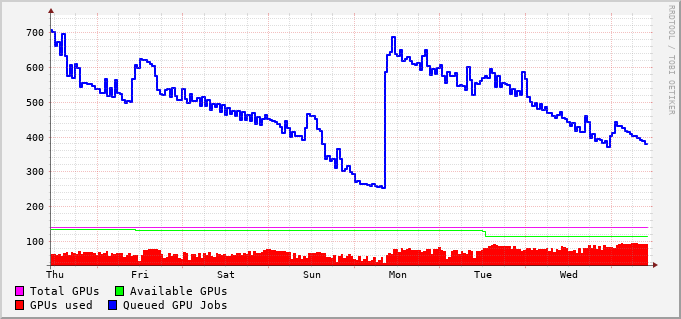 700
600
500
400
300
200
100
Thu Fri Sat Sun Mon Tue Wed
Total GPUs Available GPUs
GPUs used Queued GPU Jobs
RRDTOOL / TOBI OETIKER